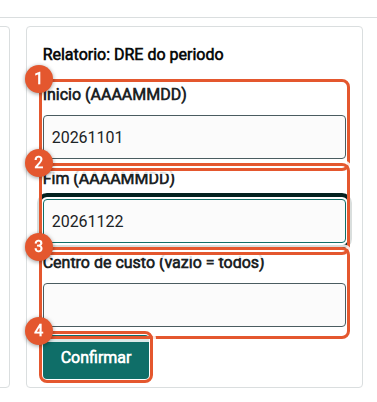 Relatorio: DRE do periodo
1
Inicio (AAAAMMDD)
20261101
2
Fim (AAAAMMDD)
20261122
3
Centro de custo (vazio = todos)
4
Confirmar